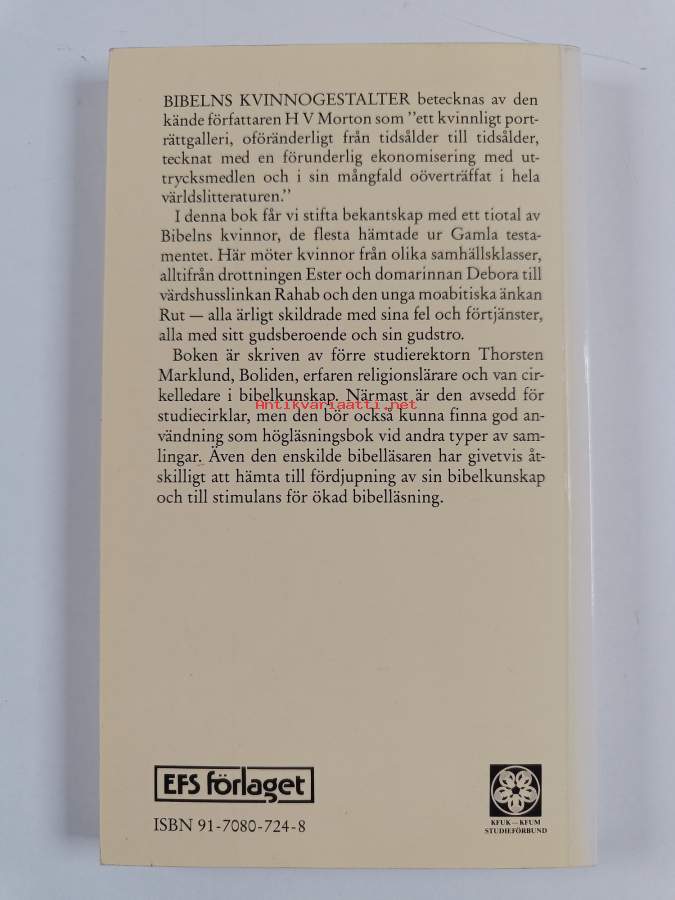 BIBELNS KVINNOGESTALTER betecknas av den
kände författaren H V Morton som ”ett kvinnligt port-
rättgalleri, oföränderligt från tidsålder till tidsålder,
tecknat med en förunderlig ekonomisering med ut-
trycksmedlen och i sin mångfald oöverträffat i hela
världslitteraturen.”
I denna bok får vi stifta bekantskap med ett tiotal av
Bibelns kvinnor, de flesta hämtade ur Gamla testa-
mentet. Här möter kvinnor från olika samhällsklasser,
alltifrån drottningen Ester och domarinnan Debora till
värdshusslinkan Rahab och den unga moabitiska änkan
Rut — alla ärligt skildrade med sina fel och förtjänster,
alla med sitt gudsberoende och sin gudstro.
Boken är skriven av förre studierektorn Thorsten
Marklund, Boliden, erfaren religionslärare och van cir-
kelledare i bibelkunskap. Närmast är den avsedd för
Antikvariaatti.net
studiecirklar, men den bör också kunna finna god an-
vändning som högläsningsbok vid andra typer av sam-
lingar. Även den enskilde bibelläsaren har givetvis åt-
skilligt att hämta till fördjupning av sin bibelkunskap
och till stimulans för ökad bibelläsning.
EFS förlaget
ISBN 91-7080-724-8
KFUK—KFUM
STUDIEFÖRBUND